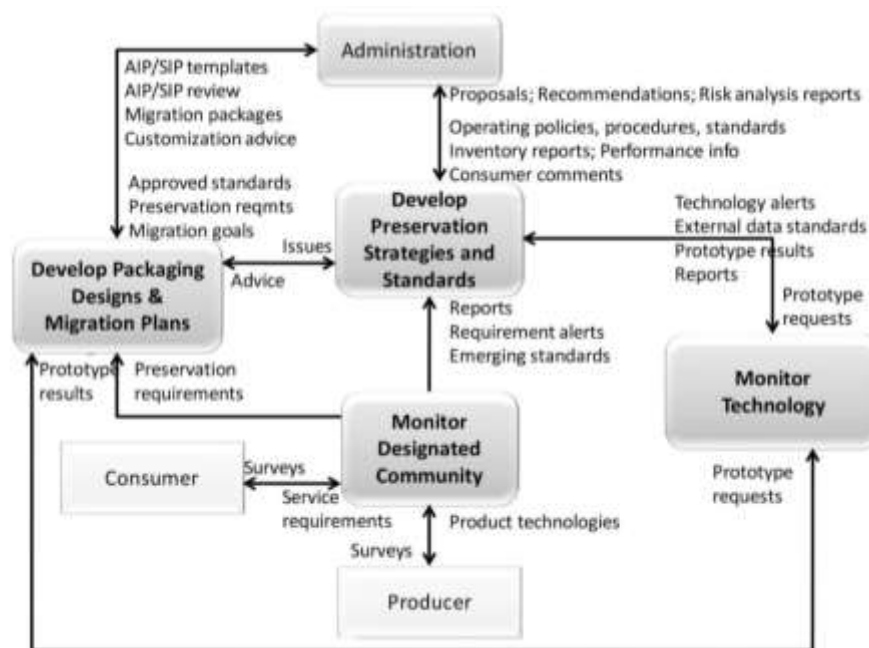 Administration
AIP/SIP templates
AIP/SIP review
Migration packages
Customization advice
Proposals; Recommendations; Risk analysis reports
Operating policies, procedures, standards
Inventory reports; Performance info
Consumer comments
Approved standards
Preservation reqmts
Migration goals
Develop
Preservation
Strategies and
Standards
Technology alerts
External data standards
Prototype results
Reports
Issues
Advice
Develop Packaging
Designs &
Migration Plans
Prototype
requests
Reports
Requirement alerts
Emerging standards
Prototype
results
Preservation
requirements
Monitor
Technology
Monitor
Designated
Community
Prototype
requests
Consumer
Surveys
Service
requirements
Product technologies
Surveys
Producer